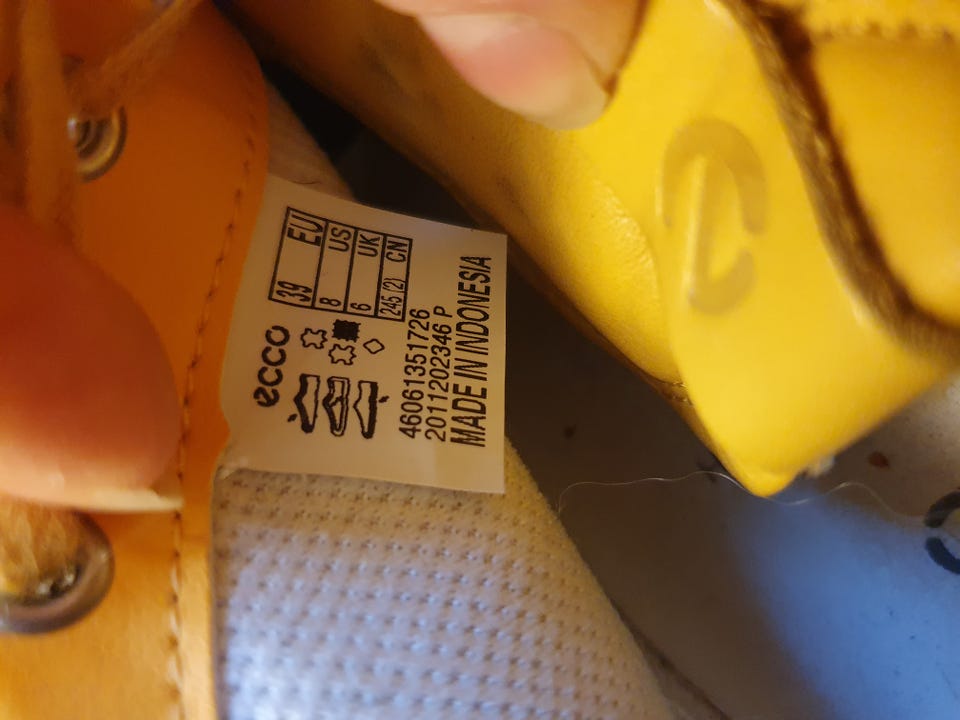 EU US UK CN
39 8 6 245 (2)
ecco
46061351726
2011202346 P
MADE IN INDONESIA